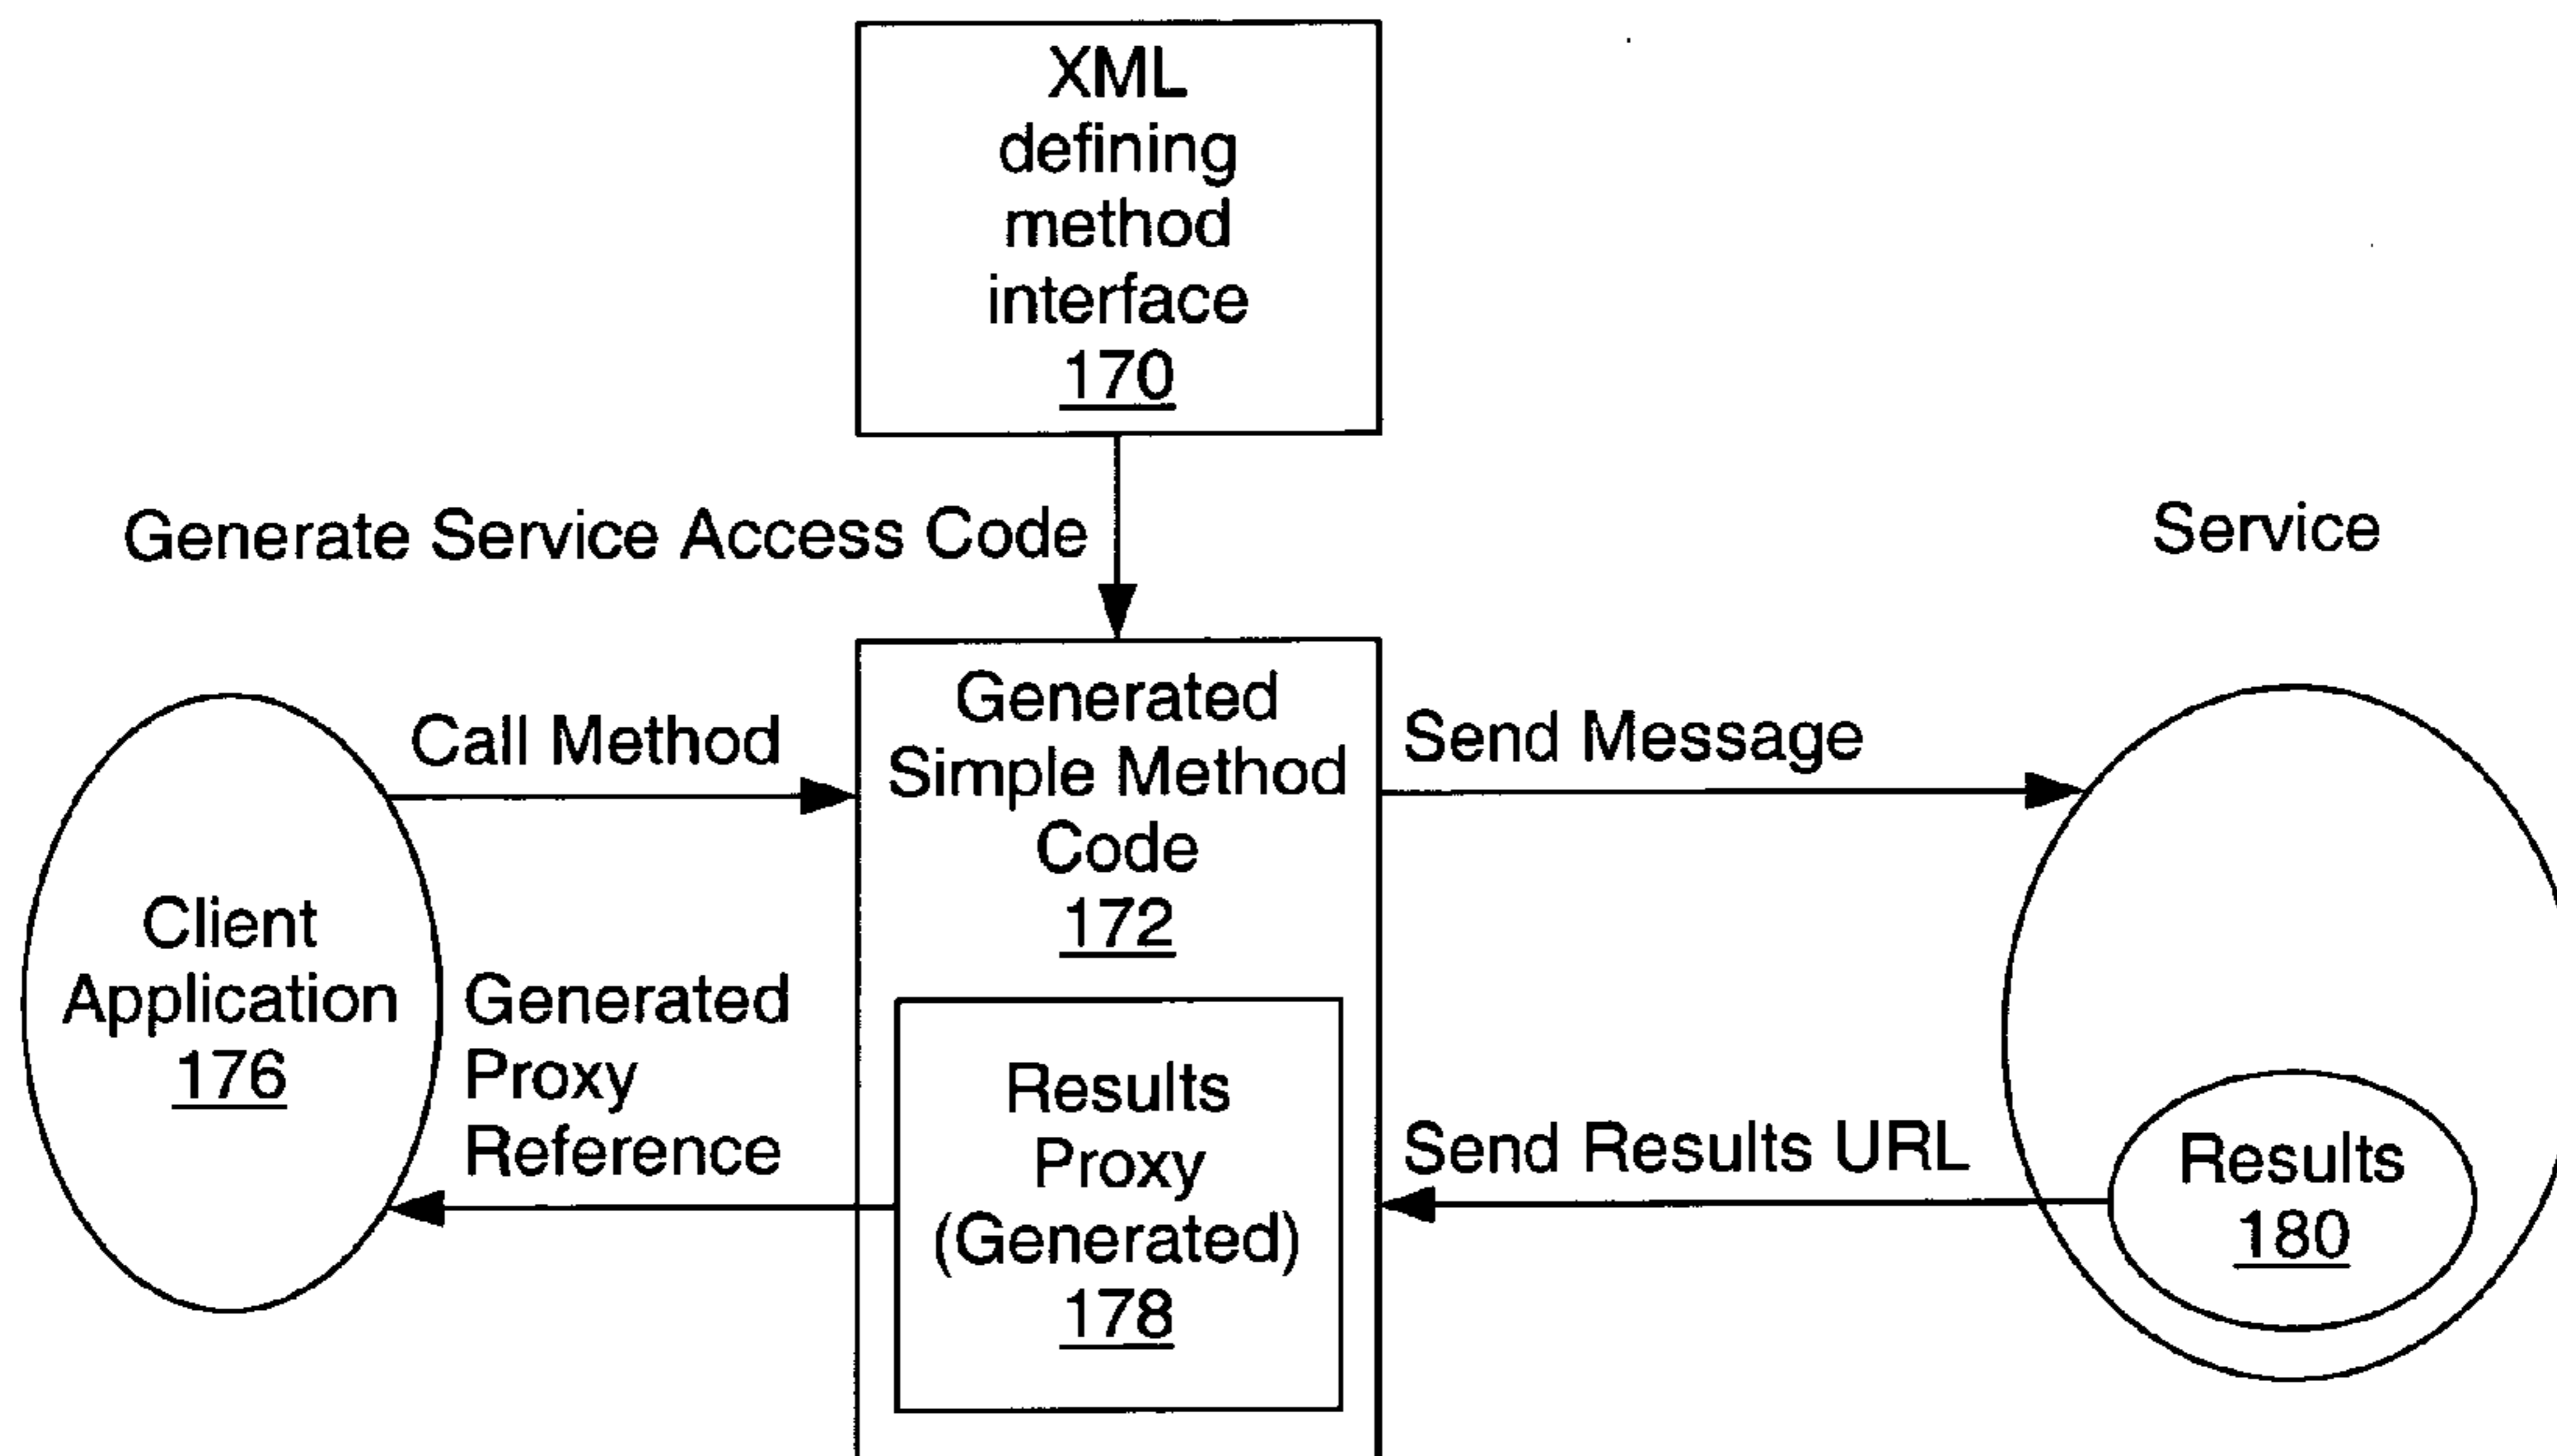 XML
defining
method
interface
170
Generate Service Access Code
Service
Call Method
Generated
Simple Method
Code
172
Send Message
Client
Application
176
Generated
Proxy
Reference
Results
Proxy
(Generated)
178
Send Results URL
Results
180